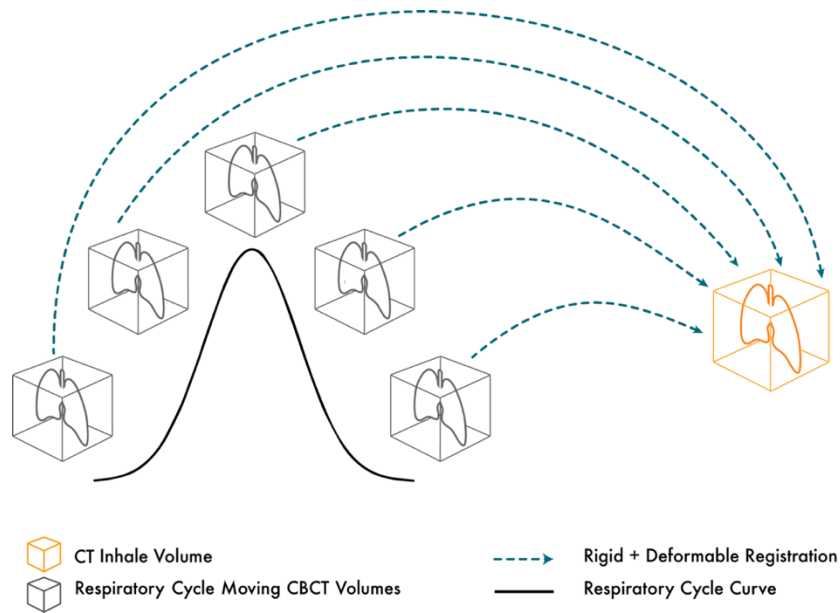 CT Inhale Volume
Rigid + Deformable Registration
Respiratory Cycle Moving CBCT Volumes
Respiratory Cycle Curve